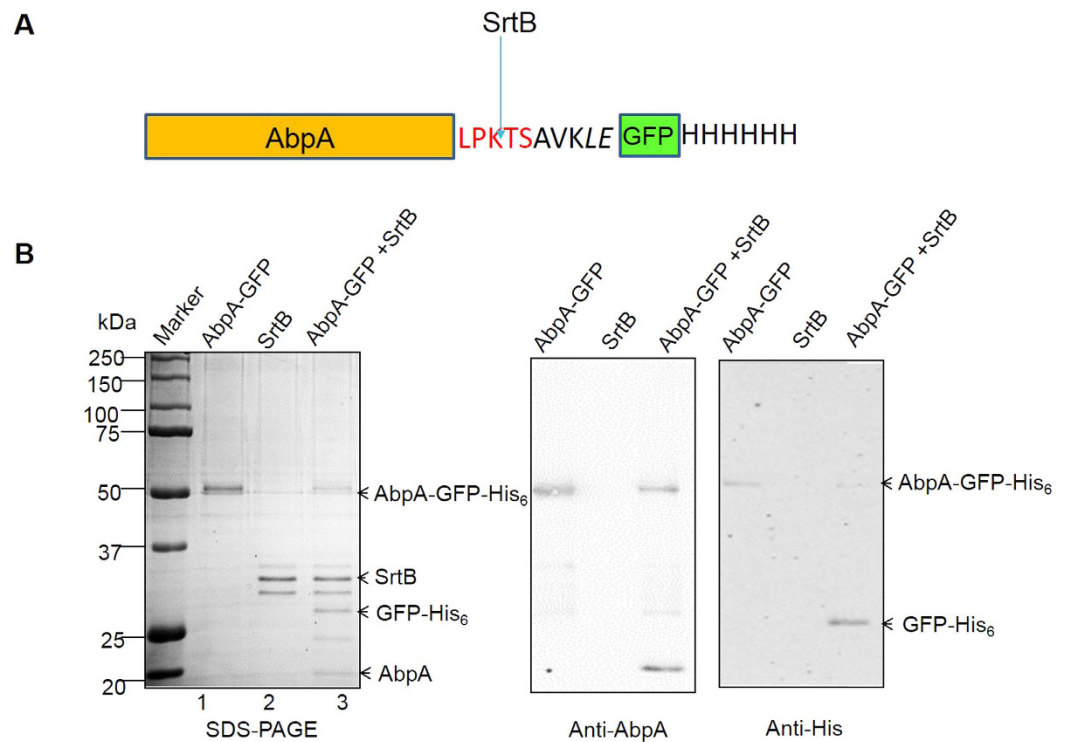 A
SrtB
AbpA
LPKTSAVKLE
GFP
HHHHHH
B
kDa
Marker
AbpA-GFP
SrtB
AbpA-GFP +SrtB
250
150
100
75
50
37
25
20
AbpA-GFP-His6
SrtB
GFP-His6
AbpA
1 2 3
SDS-PAGE
AbpA-GFP
SrtB
AbpA-GFP +SrtB
Anti-AbpA
AbpA-GFP
SrtB
AbpA-GFP +SrtB
AbpA-GFP-His6
GFP-His6
Anti-His